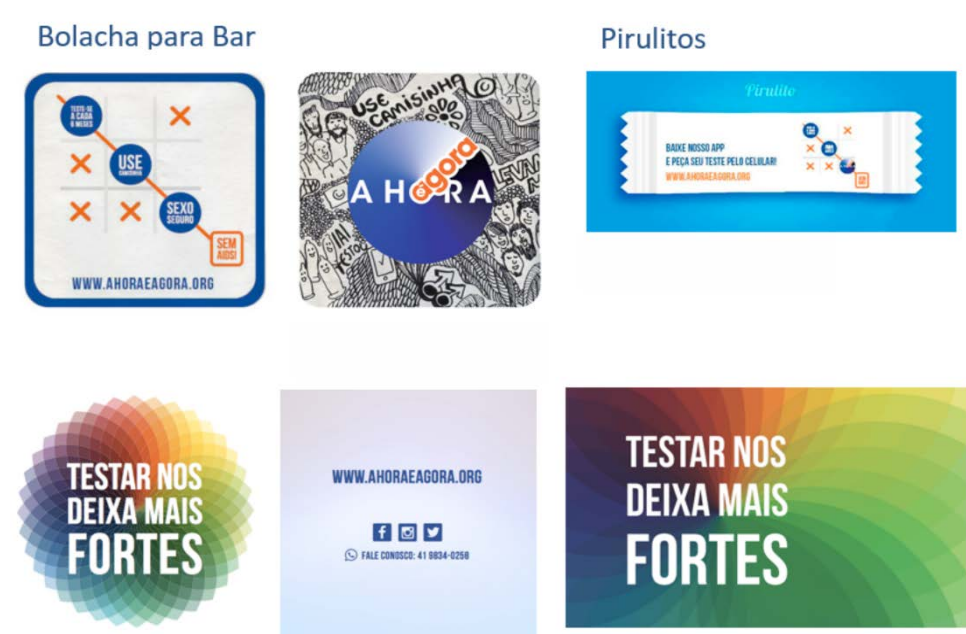 Bolacha para Bar
Pirulitos
TESTE-SE
A CADA
6 MESES
USE
CAMISINHA
SEXO
SEGURO
SEM
AIDS!
WWW.AHORAEAGORA.ORG
USE
CAMISINHA
AHORA
é agora
Pirulito
BAIXE NOSSO APP
E PEÇA SEU TESTE PELO CELULAR!
WWW.AHORAEAGORA.ORG
TESTAR NOS
DEIXA MAIS
FORTES
WWW.AHORAEAGORA.ORG
FALE CONOSCO: 41 9834-0258
TESTAR NOS
DEIXA MAIS
FORTES